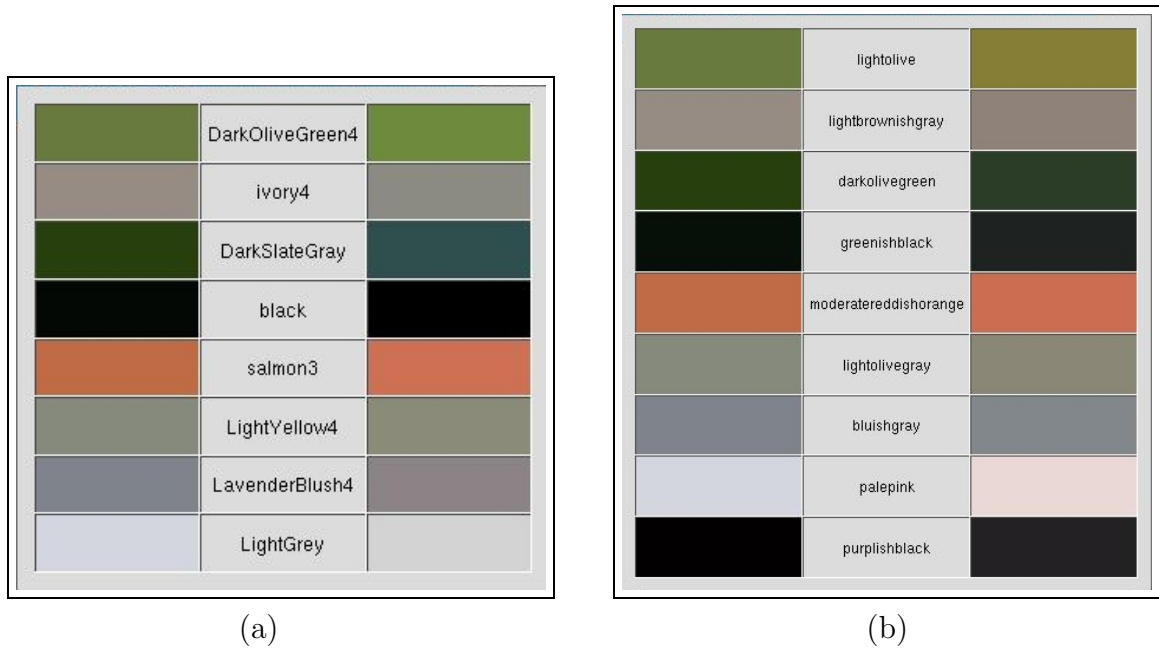 DarkOliveGreen4
ivory4
DarkSlateGray
black
salmon3
LightYellow4
LavenderBlush4
LightGrey
(a)
lightolive
lightbrownishgray
darkolivegreen
greenishblack
moderatereddishorange
lightolivegray
bluishgray
palepink
purplishblack
(b)